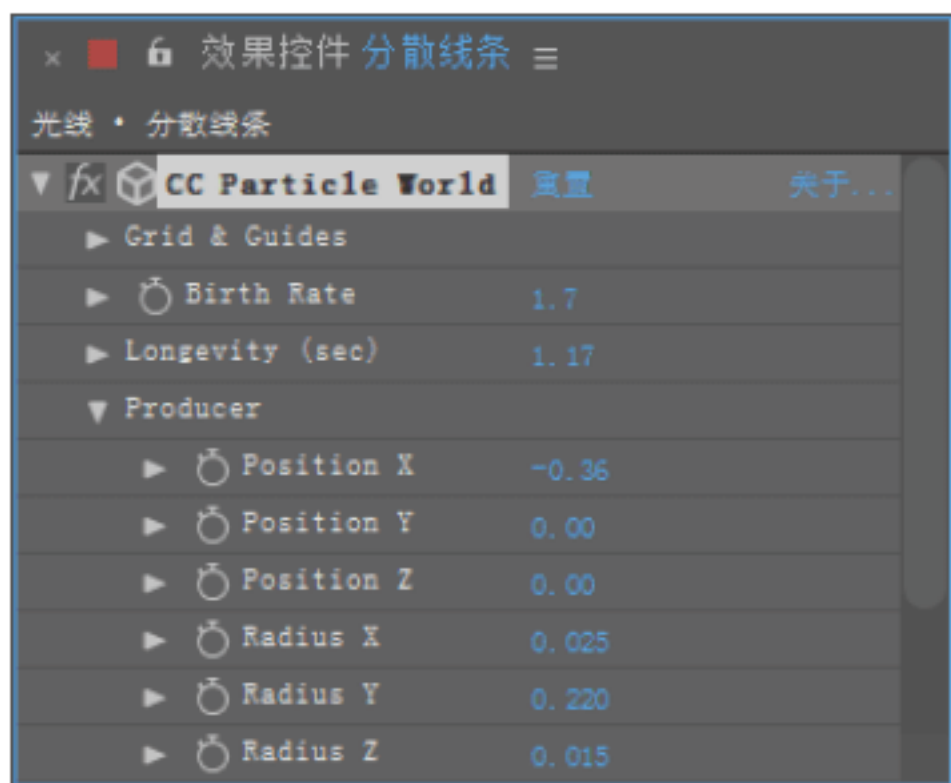 效果控件 分散线条
光线 · 分散线条
fx CC Particle World 重置 关于...
Grid & Guides
Birth Rate 1.7
Longevity (sec) 1.17
Producer
Position X -0.36
Position Y 0.00
Position Z 0.00
Radius X 0.025
Radius Y 0.220
Radius Z 0.015